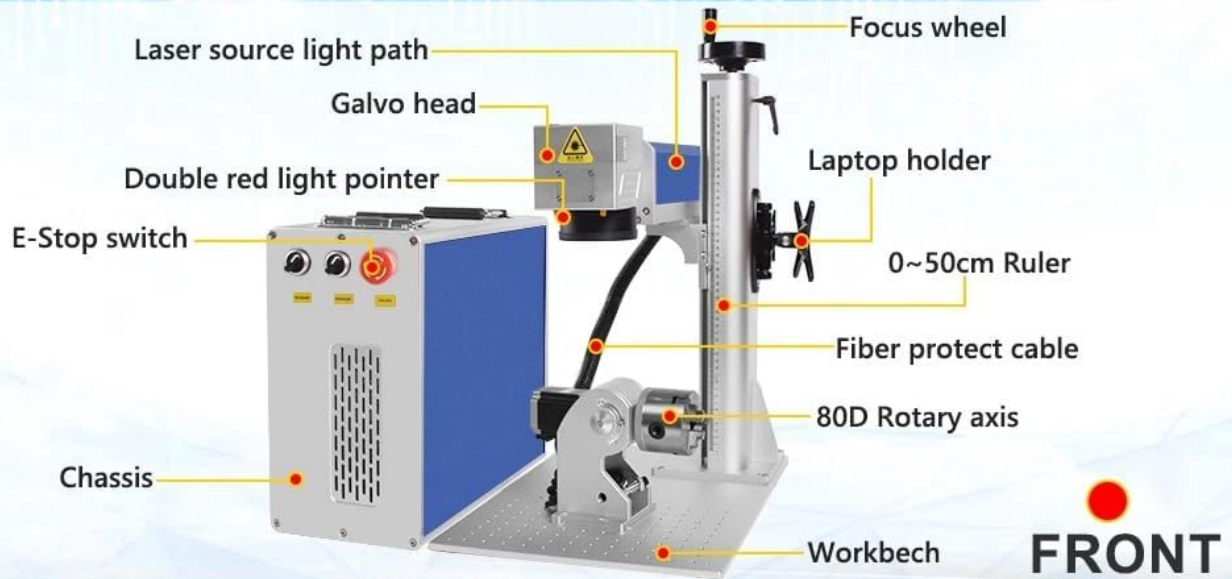 Focus wheel
Laser source light path
Galvo head
Laptop holder
Double red light pointer
E-Stop switch
0~50cm Ruler
Fiber protect cable
80D Rotary axis
Chassis
Workbech
FRONT